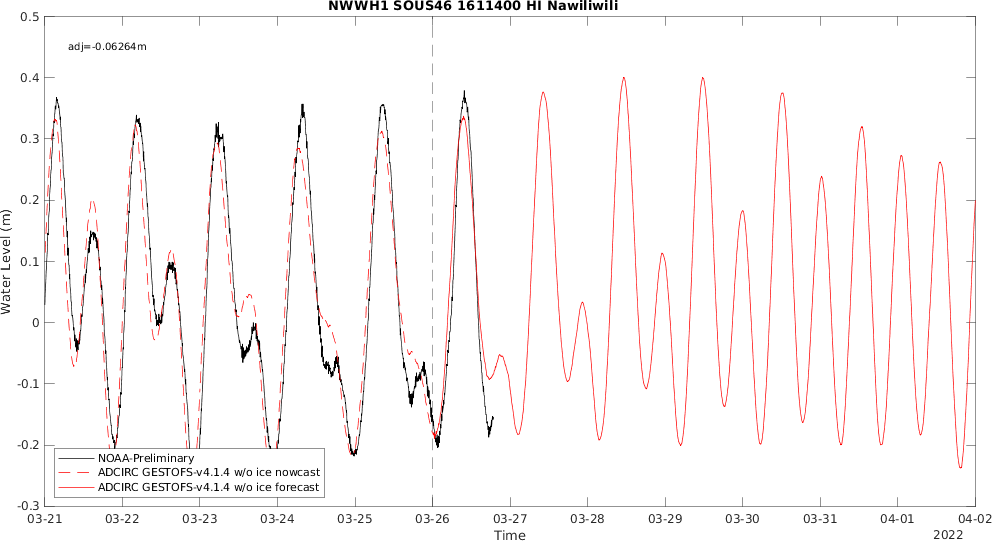 NWWH1 SOUS46 1611400 HI Nawiliwili
adj=-0.06264m
Water Level (m)
0.5
0.4
0.3
0.2
0.1
0
-0.1
-0.2
-0.3
NOAA-Preliminary
ADCIRC GESTOFS-v4.1.4 w/o ice nowcast
ADCIRC GESTOFS-v4.1.4 w/o ice forecast
03-21 03-22 03-23 03-24 03-25 03-26 03-27 03-28 03-29 03-30 03-31 04-01 04-02
Time
2022